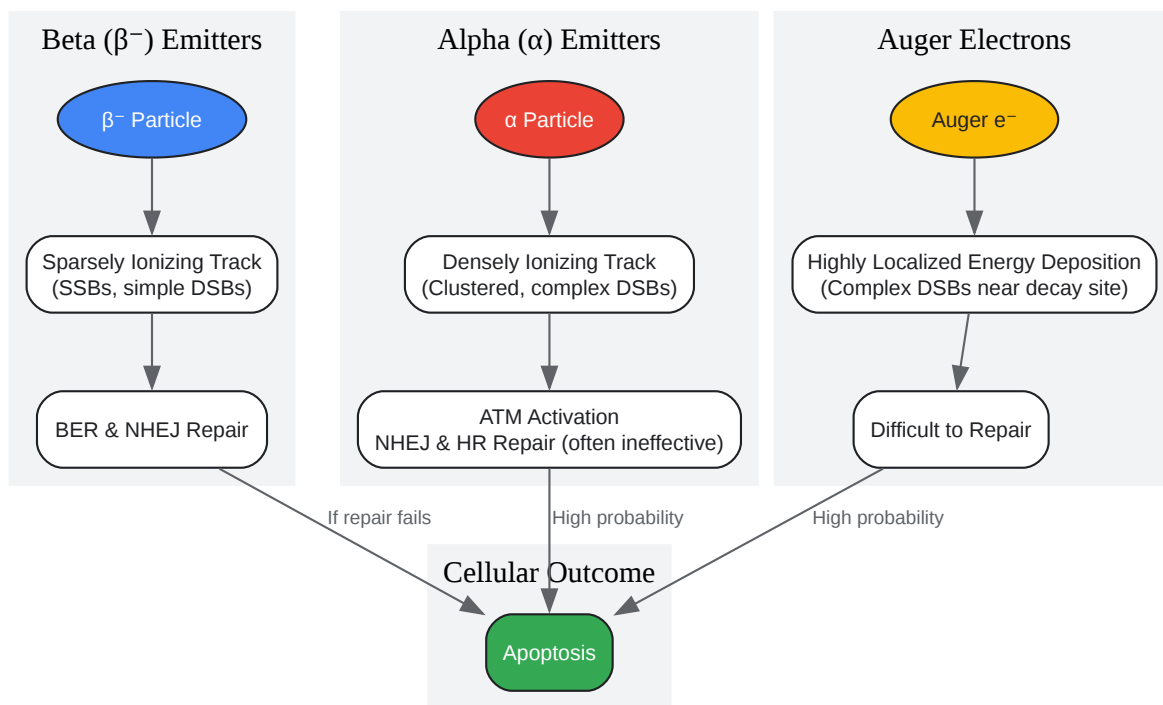 Beta (β⁻) Emitters
β⁻ Particle
Sparsely Ionizing Track
(SSBs, simple DSBs)
BER & NHEJ Repair
If repair fails
Alpha (α) Emitters
α Particle
Densely Ionizing Track
(Clustered, complex DSBs)
ATM Activation
NHEJ & HR Repair (often ineffective)
High probability
Auger Electrons
Auger e⁻
Highly Localized Energy Deposition
(Complex DSBs near decay site)
Difficult to Repair
High probability
Cellular Outcome
Apoptosis